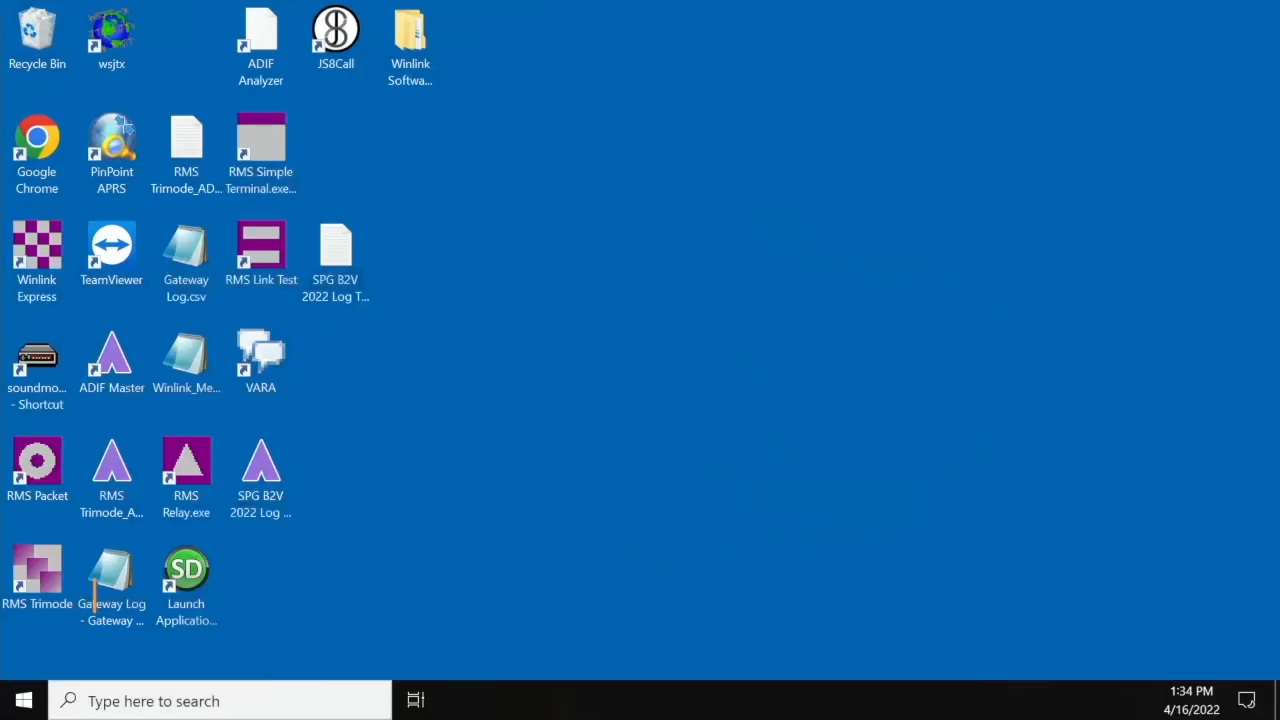 Recycle Bin
wsjtx
ADIF
Analyzer
JS8Call
Winlink
Softwa...
Google
Chrome
PinPoint
APRS
RMS
Trimode_AD...
RMS Simple
Terminal.exe...
Winlink
Express
TeamViewer
Gateway
Log.csv
RMS Link Test
SPG B2V
2022 Log T...
soundmo...
- Shortcut
ADIF Master
Winlink_Me...
VARA
RMS Packet
RMS
Trimode_A...
RMS
Relay.exe
SPG B2V
2022 Log ...
RMS Trimode
Gateway Log
- Gateway ...
SD
Launch
Applicatio...
Type here to search
1:34 PM
4/16/2022